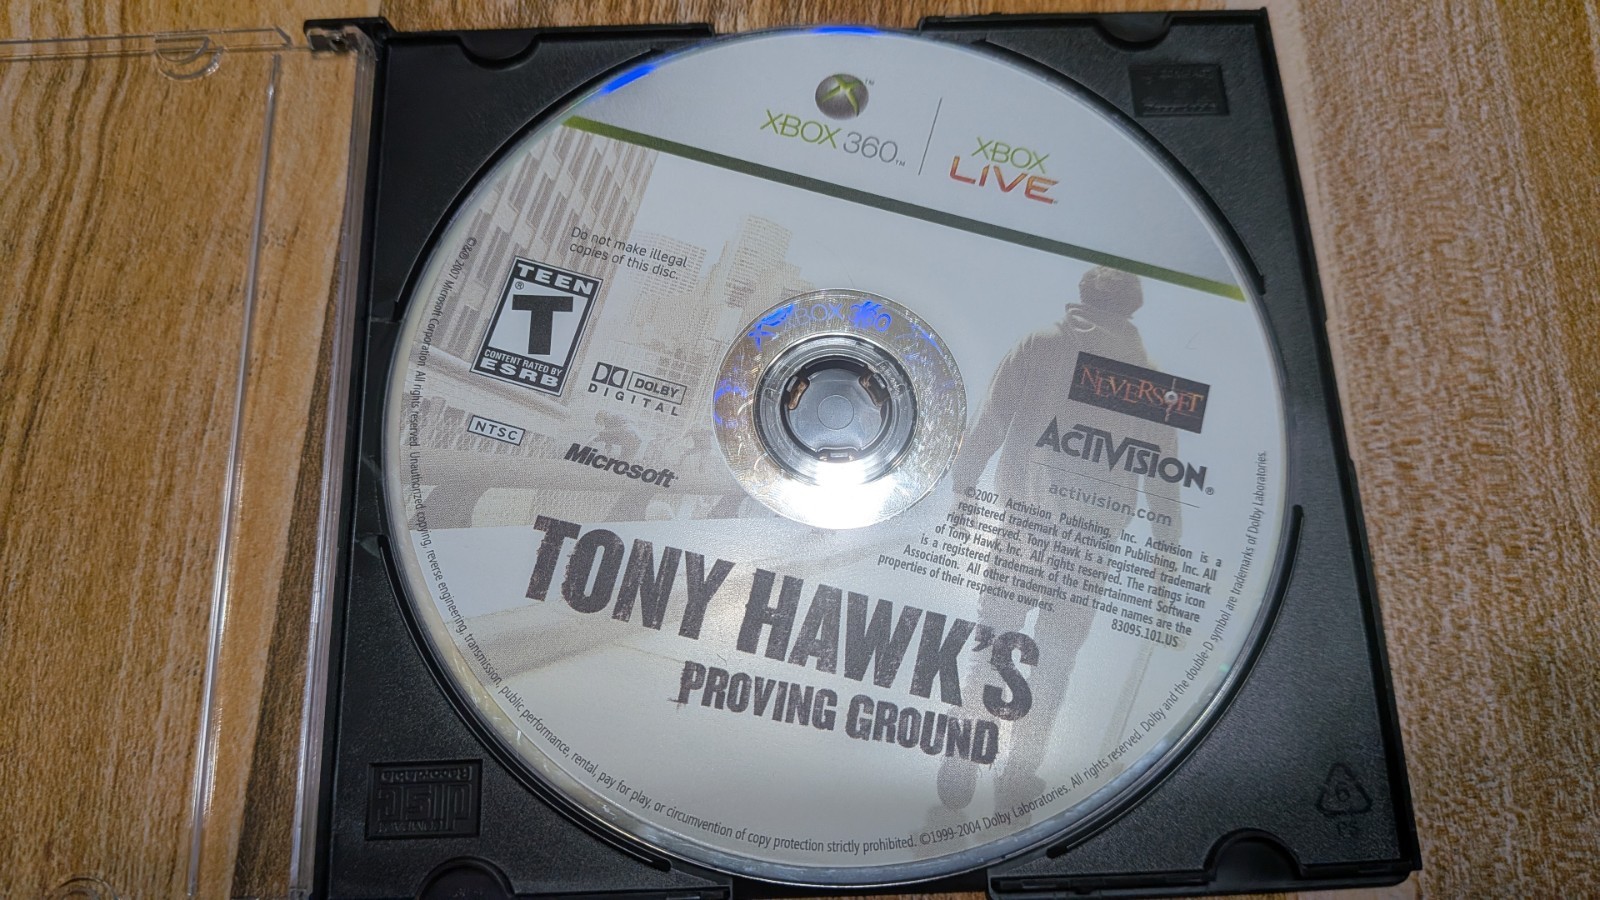 XBOX 360™
XBOX
LIVE
Do not make illegal
copies of this disc.
TEEN
T
CONTENT RATED BY
ESRB
DOLBY
DIGITAL
NTSC
Microsoft
XBOX 360
NEVERSOFT
ACTIVISION®
activision.com
©2007 Activision Publishing, Inc. Activision is a
registered trademark of Activision Publishing, Inc. All
rights reserved. Tony Hawk is a registered trademark
of Tony Hawk, Inc. All rights reserved. The ratings icon
is a registered trademark of the Entertainment Software
Association. All other trademarks and trade names are the
properties of their respective owners.
83095.101.US
TONY HAWK'S
PROVING GROUND
©&℗ 2007 Microsoft Corporation. All rights reserved. Unauthorized copying, reverse engineering, transmission, public performance, rental, pay for play, or circumvention of copy protection strictly prohibited. ©1999-2004 Dolby Laboratories. All rights reserved. Dolby and the double-D symbol are trademarks of Dolby Laboratories.